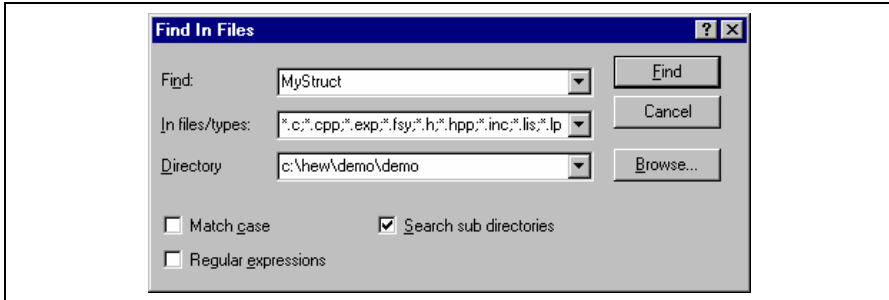 Find In Files
Find: MyStruct Find
In files/types: *.c;*.cpp;*.exp;*.fsy;*.h;*.hpp;*.inc;*.lis;*.lp Cancel
Directory c:\hew\demo\demo Browse...
Match case Search sub directories
Regular expressions